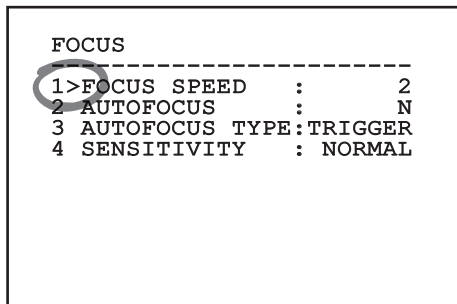 FOCUS
-------------------------
1>FOCUS SPEED    :       2
2 AUTOFOCUS      :       N
3 AUTOFOCUS TYPE:TRIGGER
4 SENSITIVITY    :  NORMAL